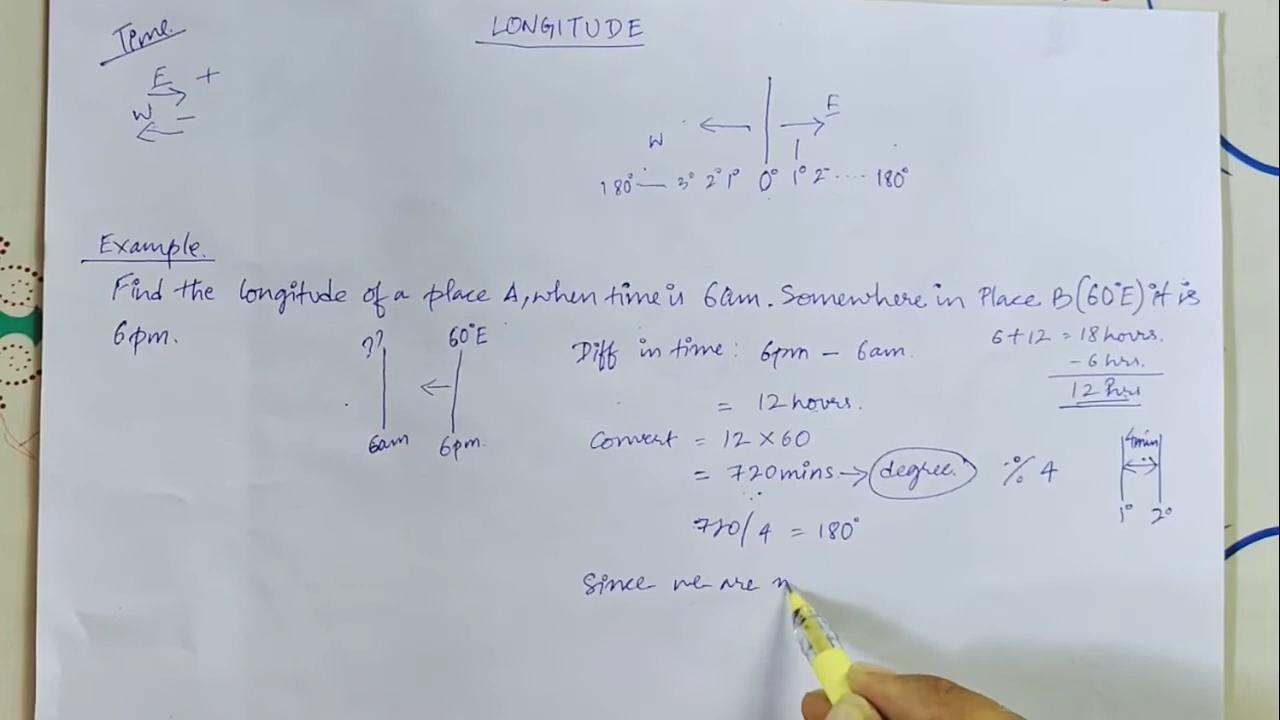 Time.
LONGITUDE
E +
W -
E
W
180° — 3° 2° 1° 0° 1° 2° .... 180°
Example.
Find the longitude of a place A, when time is 6am. Somewhere in Place B (60°E) it is
6pm.
?? 60°E
6am 6pm.
Diff in time: 6pm - 6am.
= 12 hours.
Convert = 12 X 60
= 720mins. → degree. % 4
720/4 = 180°
Since we are
6 + 12 = 18 hours.
- 6 hrs.
12 hrs
4min
1° 2°